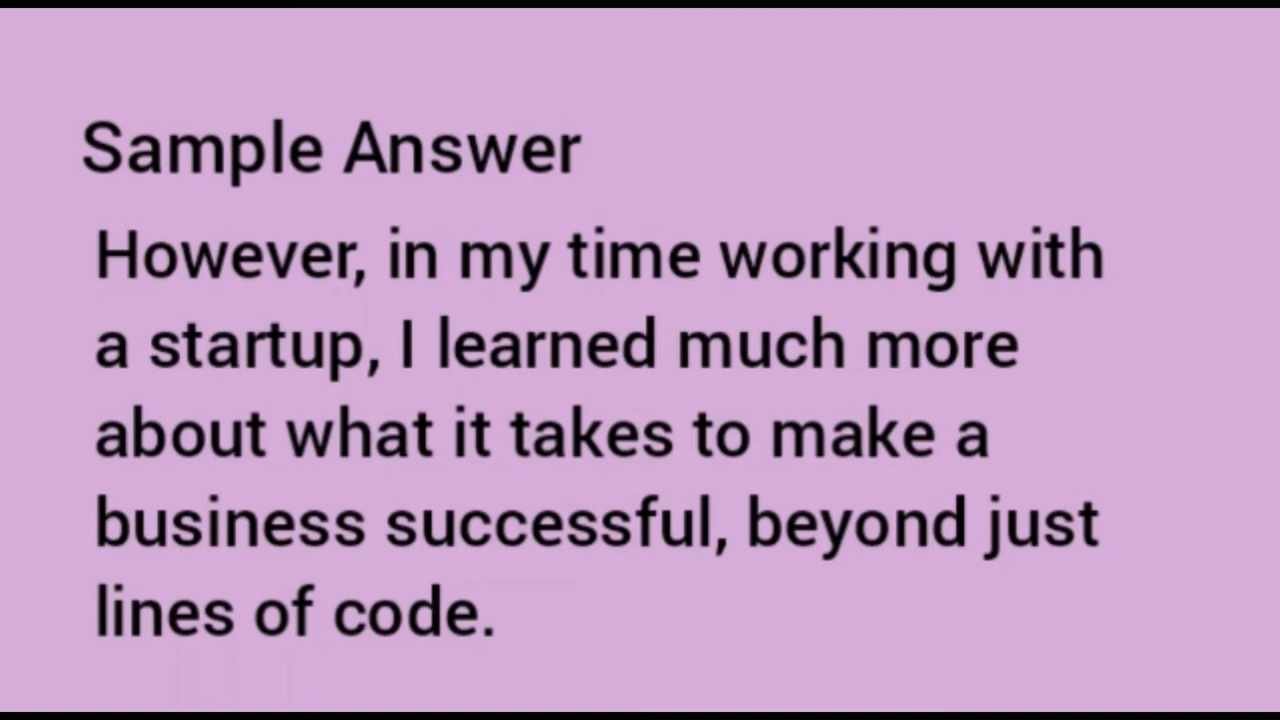 Sample Answer
However, in my time working with
a startup, I learned much more
about what it takes to make a
business successful, beyond just
lines of code.